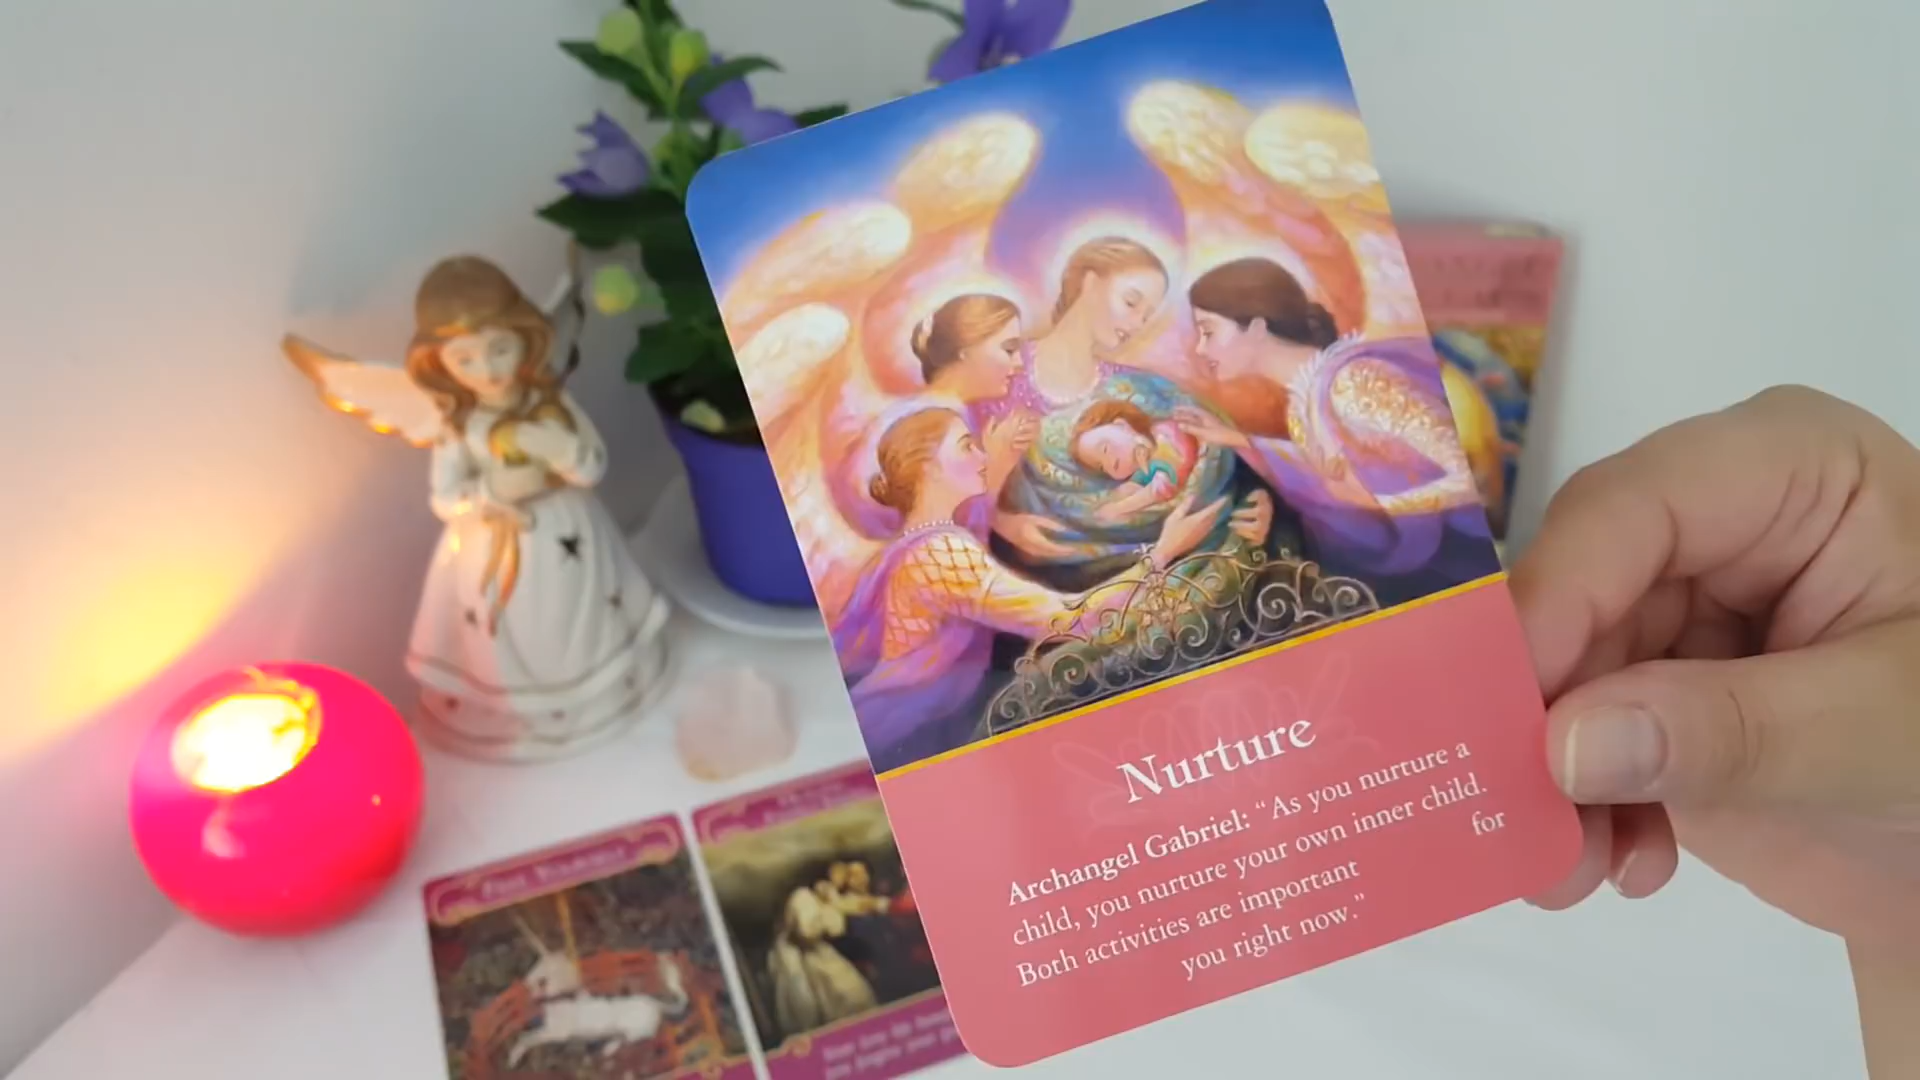 Nurture
Archangel Gabriel: “As you nurture a
child, you nurture your own inner child.
Both activities are important for
you right now.”